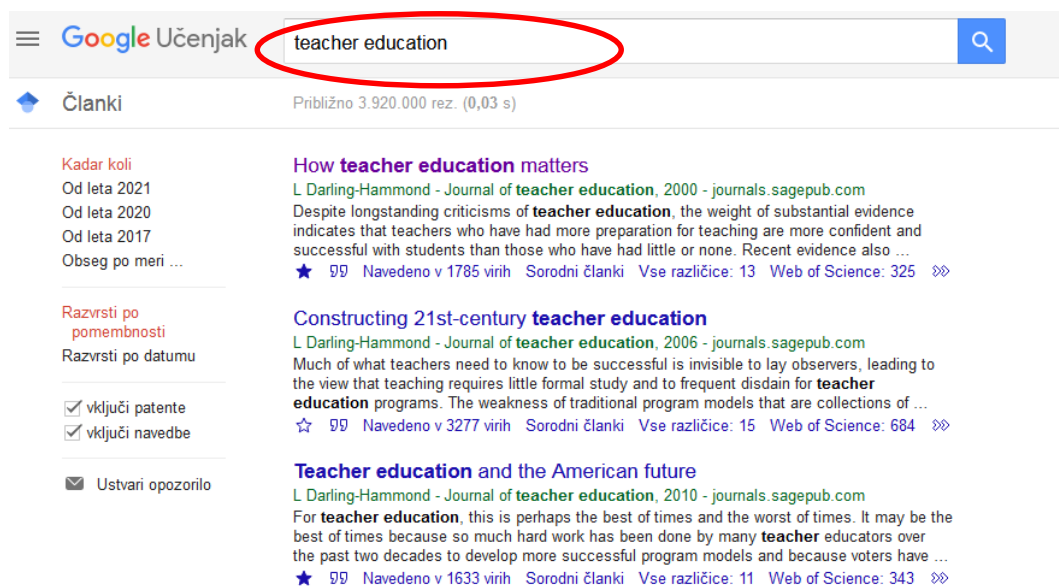 Google Učenjak
teacher education
Članki
Približno 3.920.000 rez. (0,03 s)
Kadar koli
Od leta 2021
Od leta 2020
Od leta 2017
Obseg po meri ...
Razvrsti po
pomembnosti
Razvrsti po datumu
vključi patente
vključi navedbe
Ustvari opozorilo
How teacher education matters
L Darling-Hammond - Journal of teacher education, 2000 - journals.sagepub.com
Despite longstanding criticisms of teacher education, the weight of substantial evidence
indicates that teachers who have had more preparation for teaching are more confident and
successful with students than those who have had little or none. Recent evidence also ...
Navedeno v 1785 virih Sorodni članki Vse različice: 13 Web of Science: 325
Constructing 21st-century teacher education
L Darling-Hammond - Journal of teacher education, 2006 - journals.sagepub.com
Much of what teachers need to know to be successful is invisible to lay observers, leading to
the view that teaching requires little formal study and to frequent disdain for teacher
education programs. The weakness of traditional program models that are collections of ...
Navedeno v 3277 virih Sorodni članki Vse različice: 15 Web of Science: 684
Teacher education and the American future
L Darling-Hammond - Journal of teacher education, 2010 - journals.sagepub.com
For teacher education, this is perhaps the best of times and the worst of times. It may be the
best of times because so much hard work has been done by many teacher educators over
the past two decades to develop more successful program models and because voters have ...
Navedeno v 1633 virih Sorodni članki Vse različice: 11 Web of Science: 343